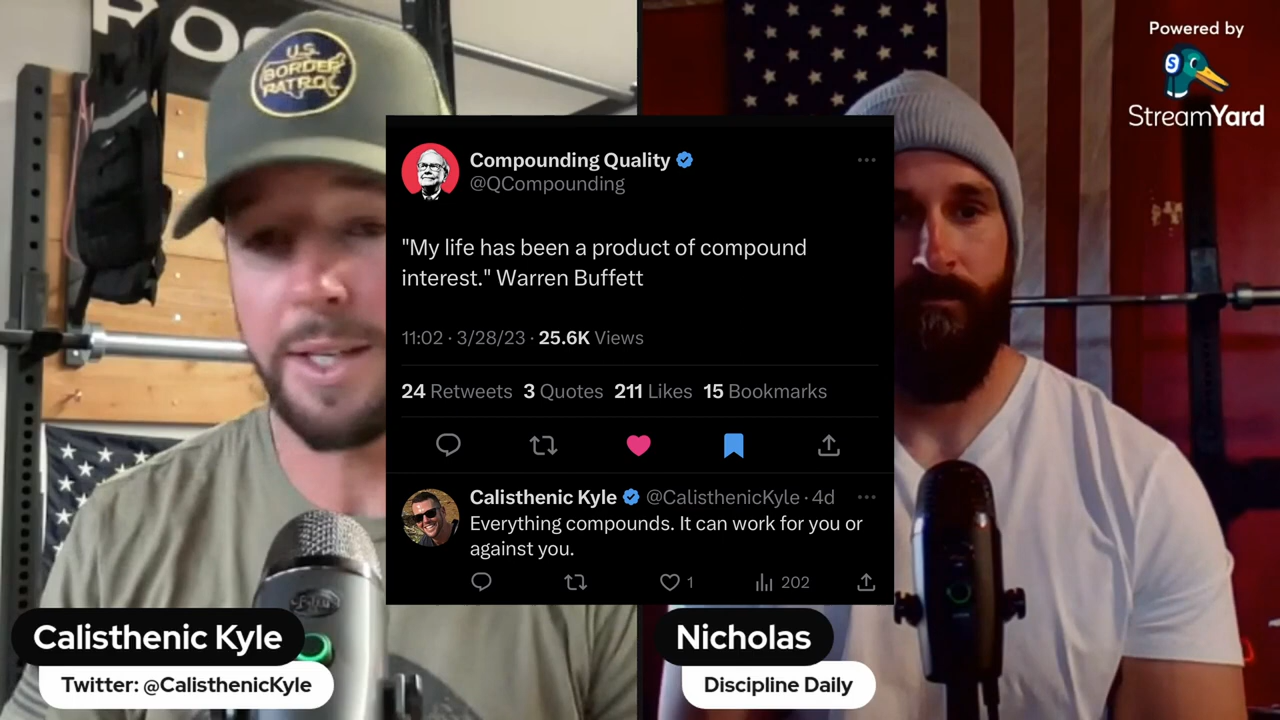 ROG
U.S.
BORDER
PATROL
Powered by
StreamYard
Compounding Quality
@QCompounding
"My life has been a product of compound
interest." Warren Buffett
11:02 · 3/28/23 · 25.6K Views
24 Retweets 3 Quotes 211 Likes 15 Bookmarks
Calisthenic Kyle @CalisthenicKyle · 4d
Everything compounds. It can work for you or
against you.
1
202
Calisthenic Kyle
Twitter: @CalisthenicKyle
Nicholas
Discipline Daily